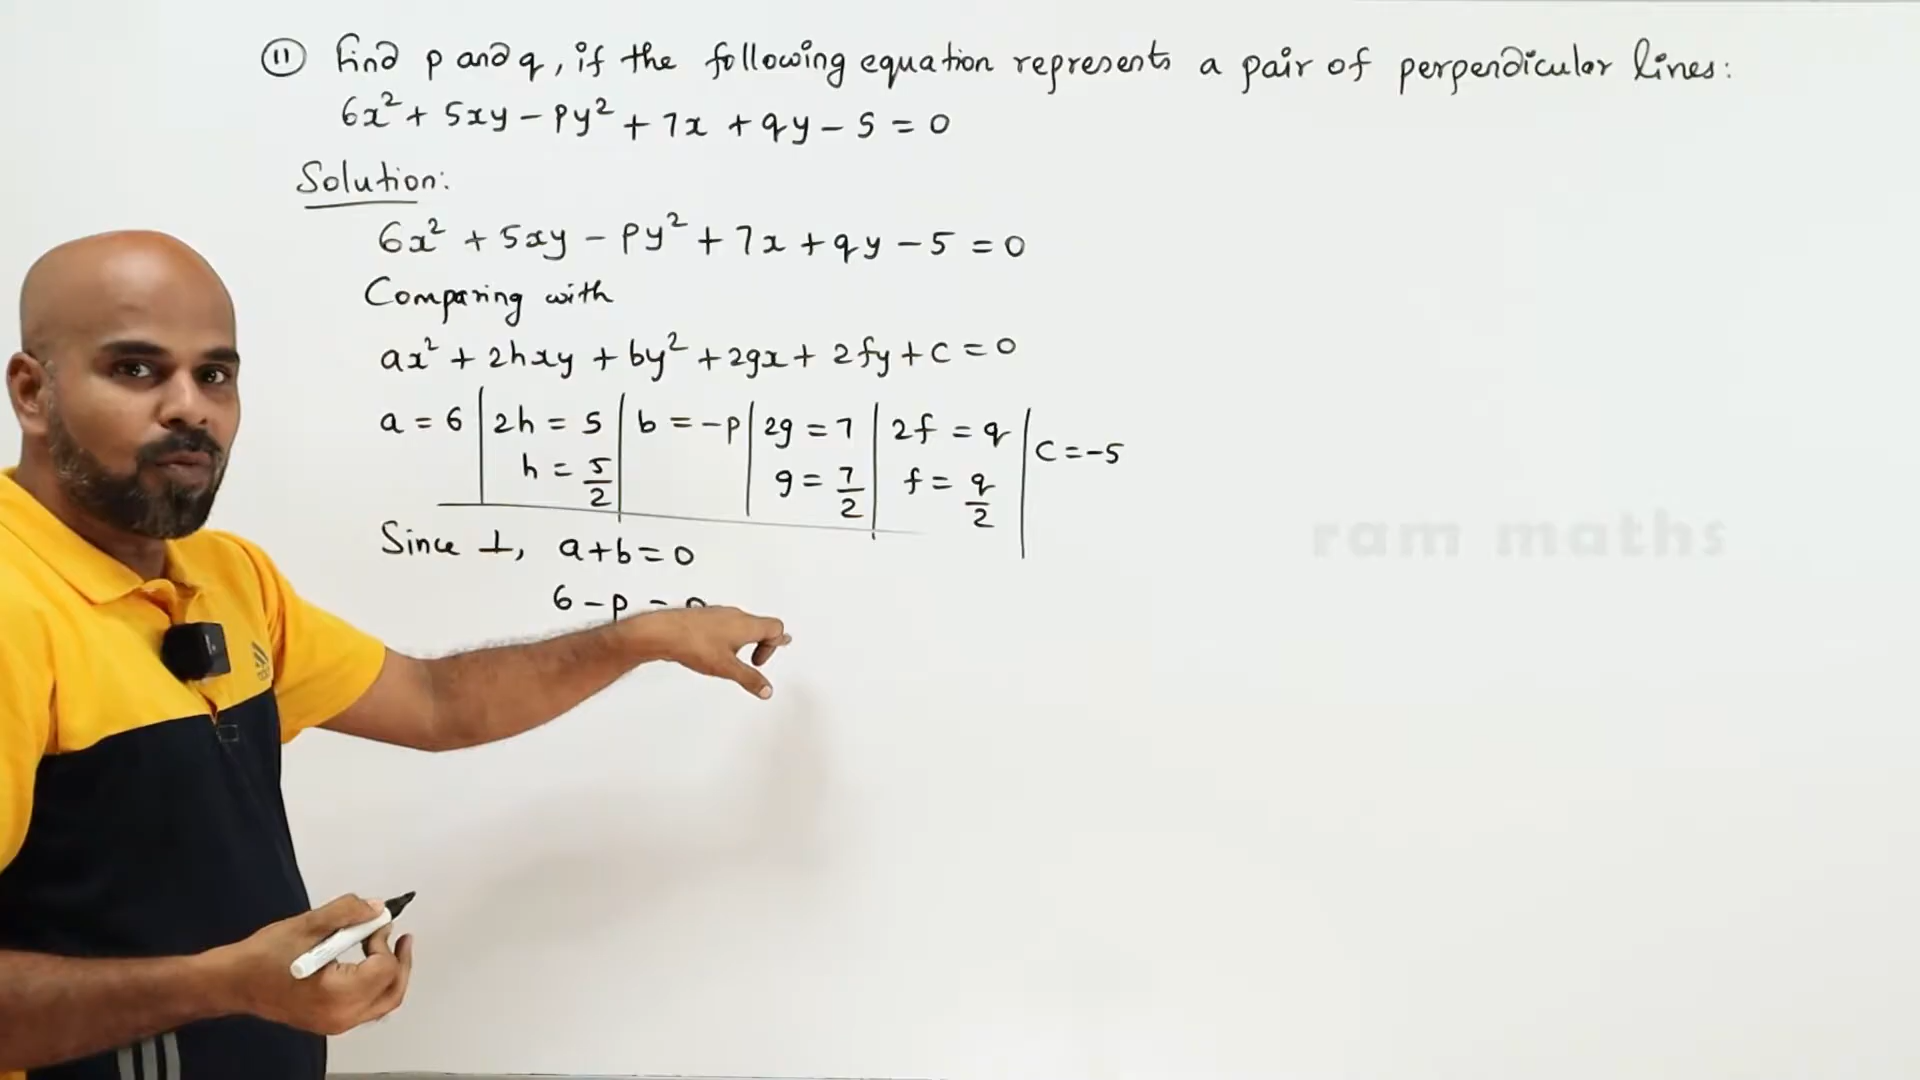 11 Find p and q, if the following equation represents a pair of perpendicular lines:
6x² + 5xy - py² + 7x + qy - 5 = 0
Solution:
6x² + 5xy - py² + 7x + qy - 5 = 0
Comparing with
ax² + 2hxy + by² + 2gx + 2fy + c = 0
a = 6 | 2h = 5 | b = -p | 2g = 7 | 2f = q | c = -5
h = 5/2 | g = 7/2 | f = q/2
Since ⊥, a+b = 0
6 - p = 0
ram maths